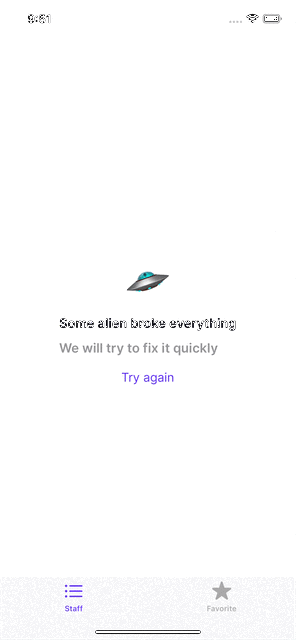 9:41
Some alien broke everything
We will try to fix it quickly
Try again
Staff
Favorite